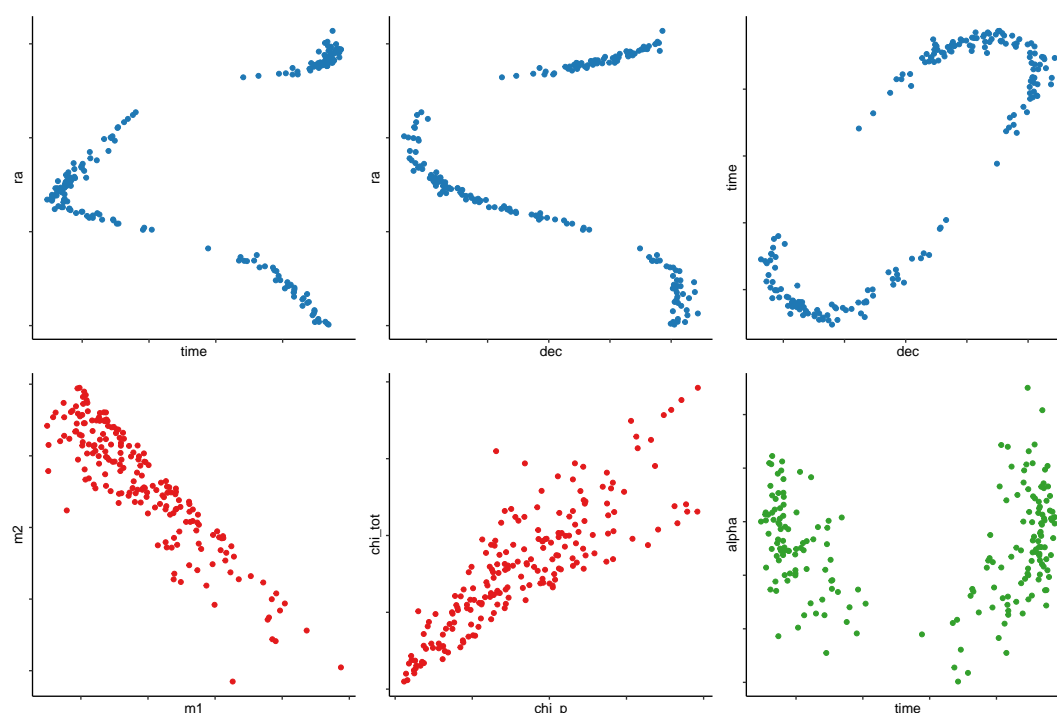 ra
time
ra
dec
time
dec
m2
m1
chi_tot
chi_p
alpha
time